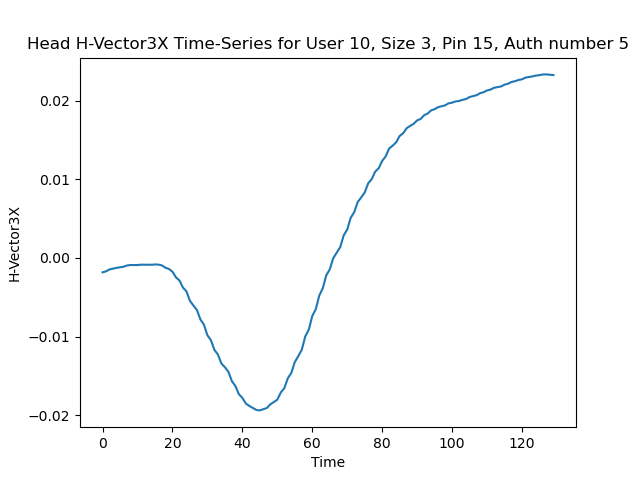 Head H-Vector3X Time-Series for User 10, Size 3, Pin 15, Auth number 5
H-Vector3X
0.02
0.01
0.00
−0.01
−0.02
0 20 40 60 80 100 120
Time